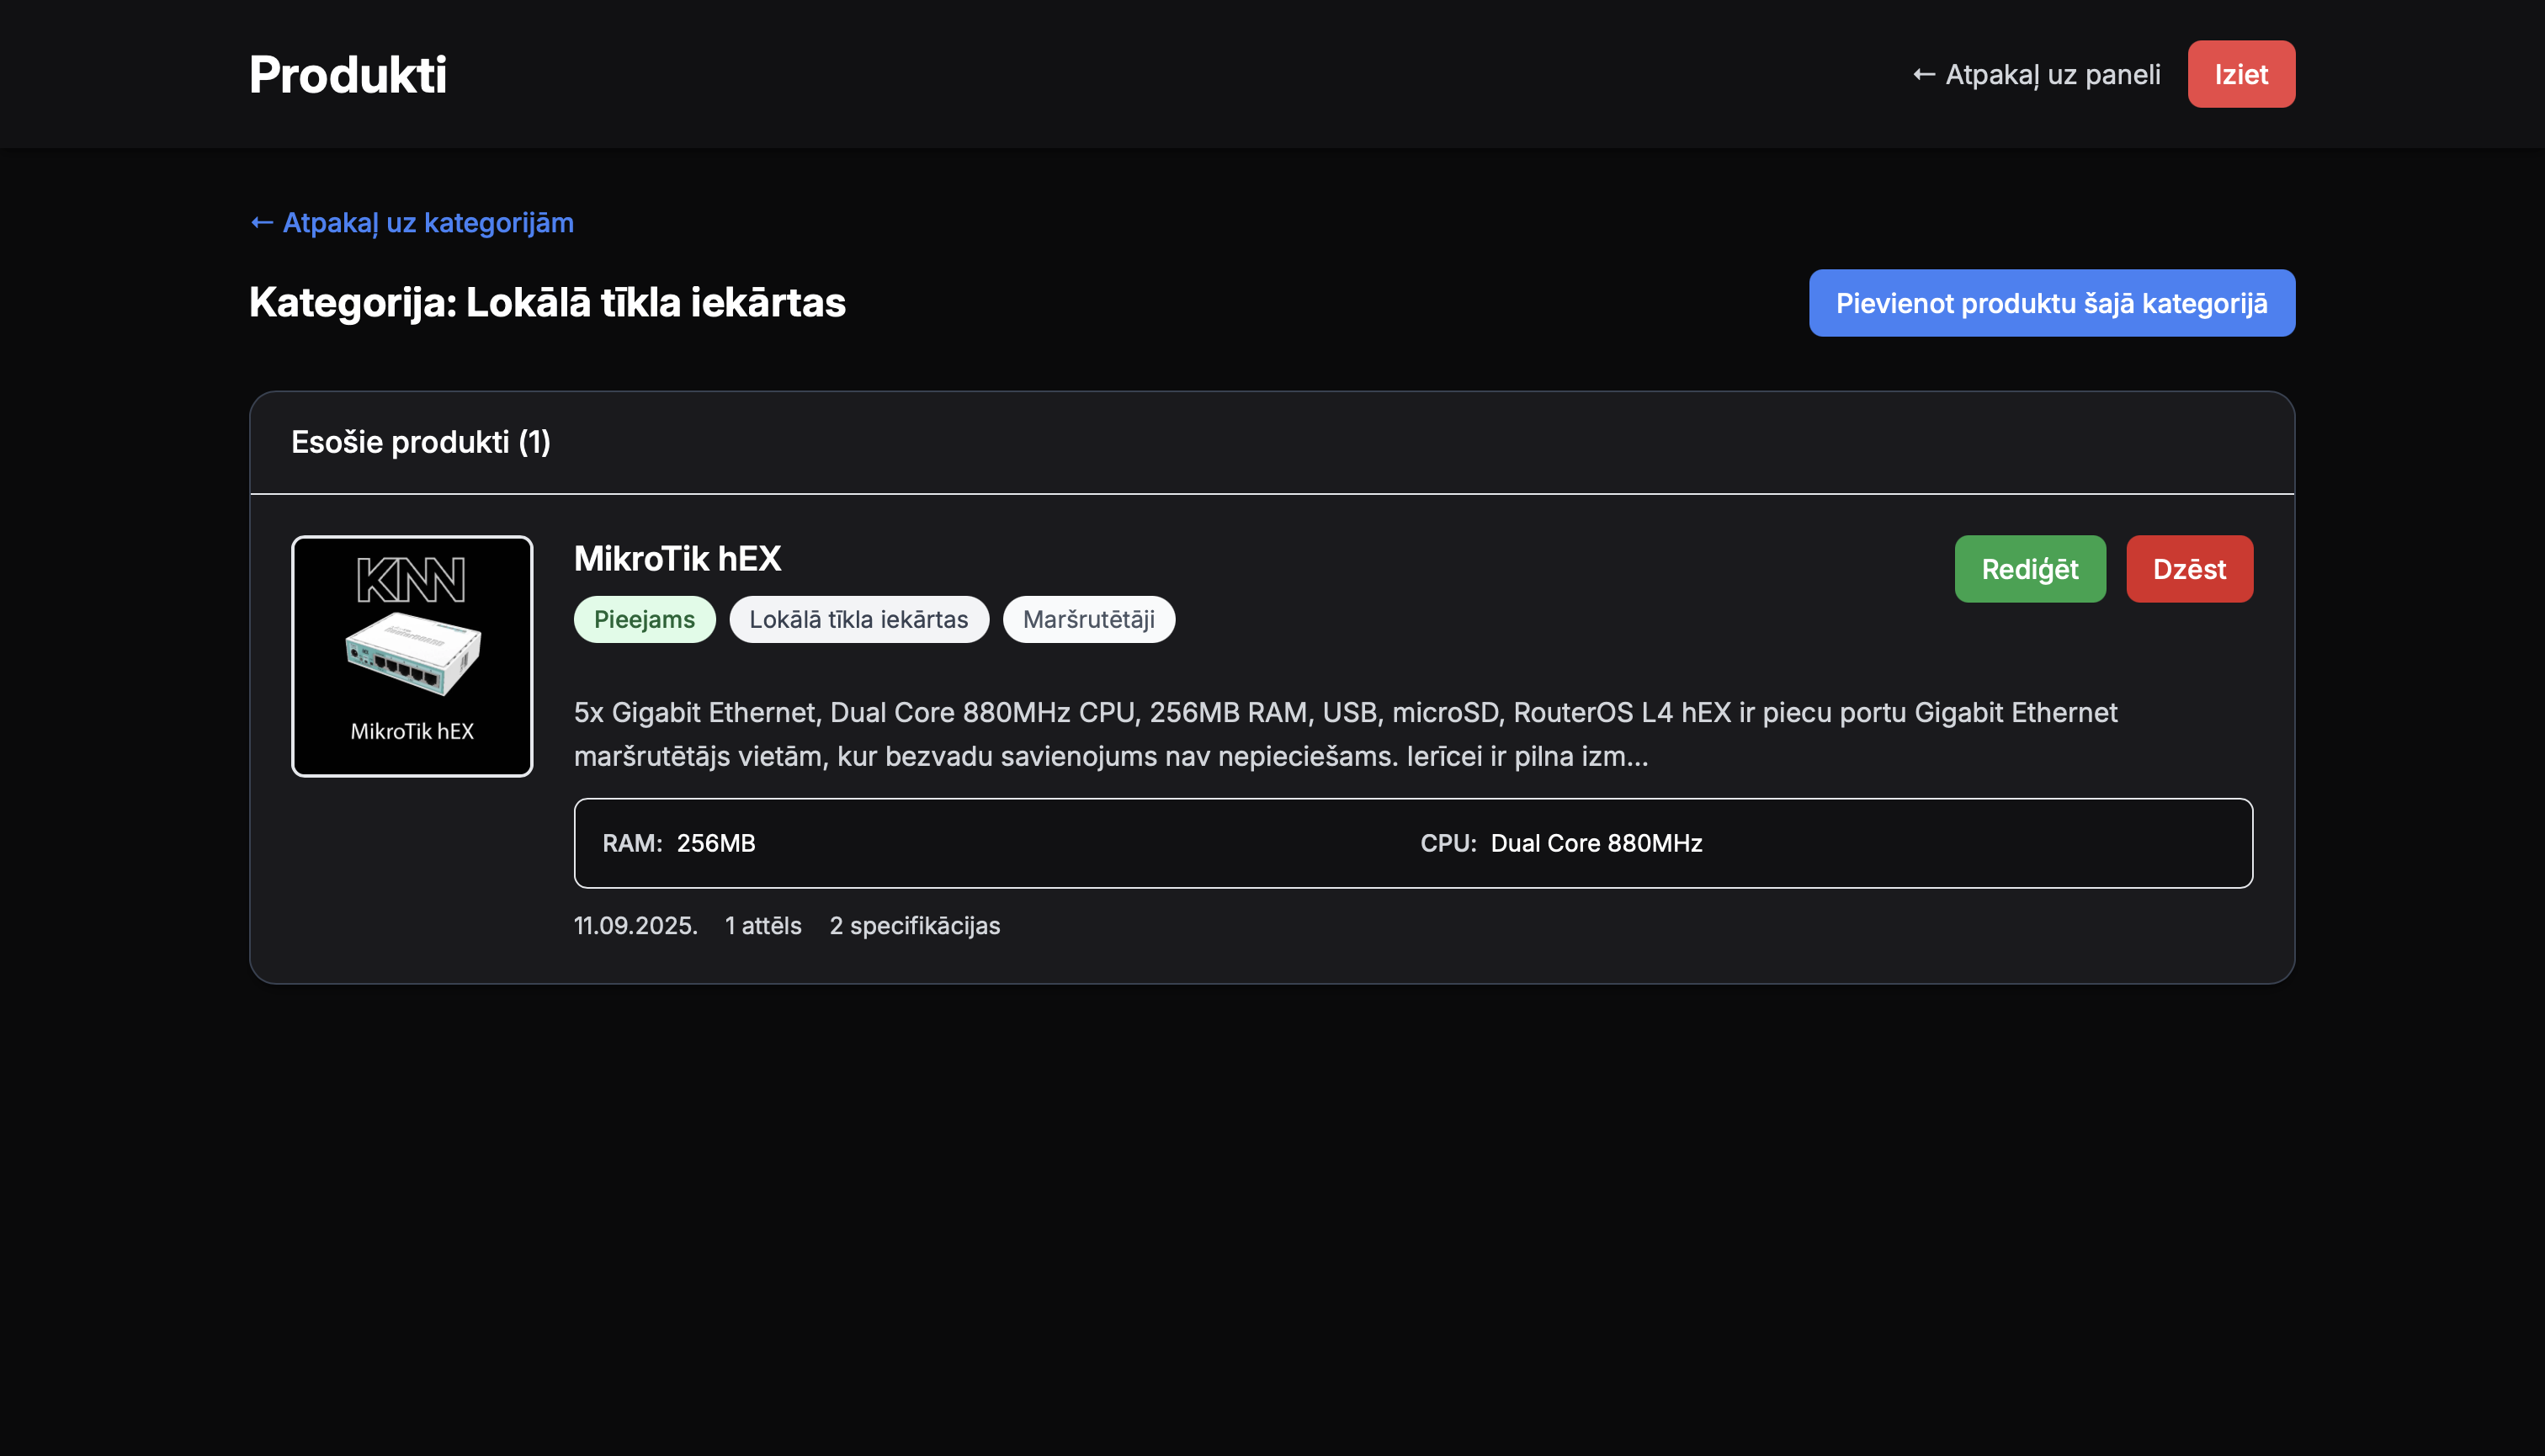 Produkti
← Atpakaļ uz paneli
Iziet
← Atpakaļ uz kategorijām
Kategorija: Lokālā tīkla iekārtas
Pievienot produktu šajā kategorijā
Esošie produkti (1)
KNN
MikroTik hEX
MikroTik hEX
Rediģēt
Dzēst
Pieejams
Lokālā tīkla iekārtas
Maršrutētāji
5x Gigabit Ethernet, Dual Core 880MHz CPU, 256MB RAM, USB, microSD, RouterOS L4 hEX ir piecu portu Gigabit Ethernet
maršrutētājs vietām, kur bezvadu savienojums nav nepieciešams. Ierīcei ir pilna izm...
RAM: 256MB
CPU: Dual Core 880MHz
11.09.2025. 1 attēls 2 specifikācijas